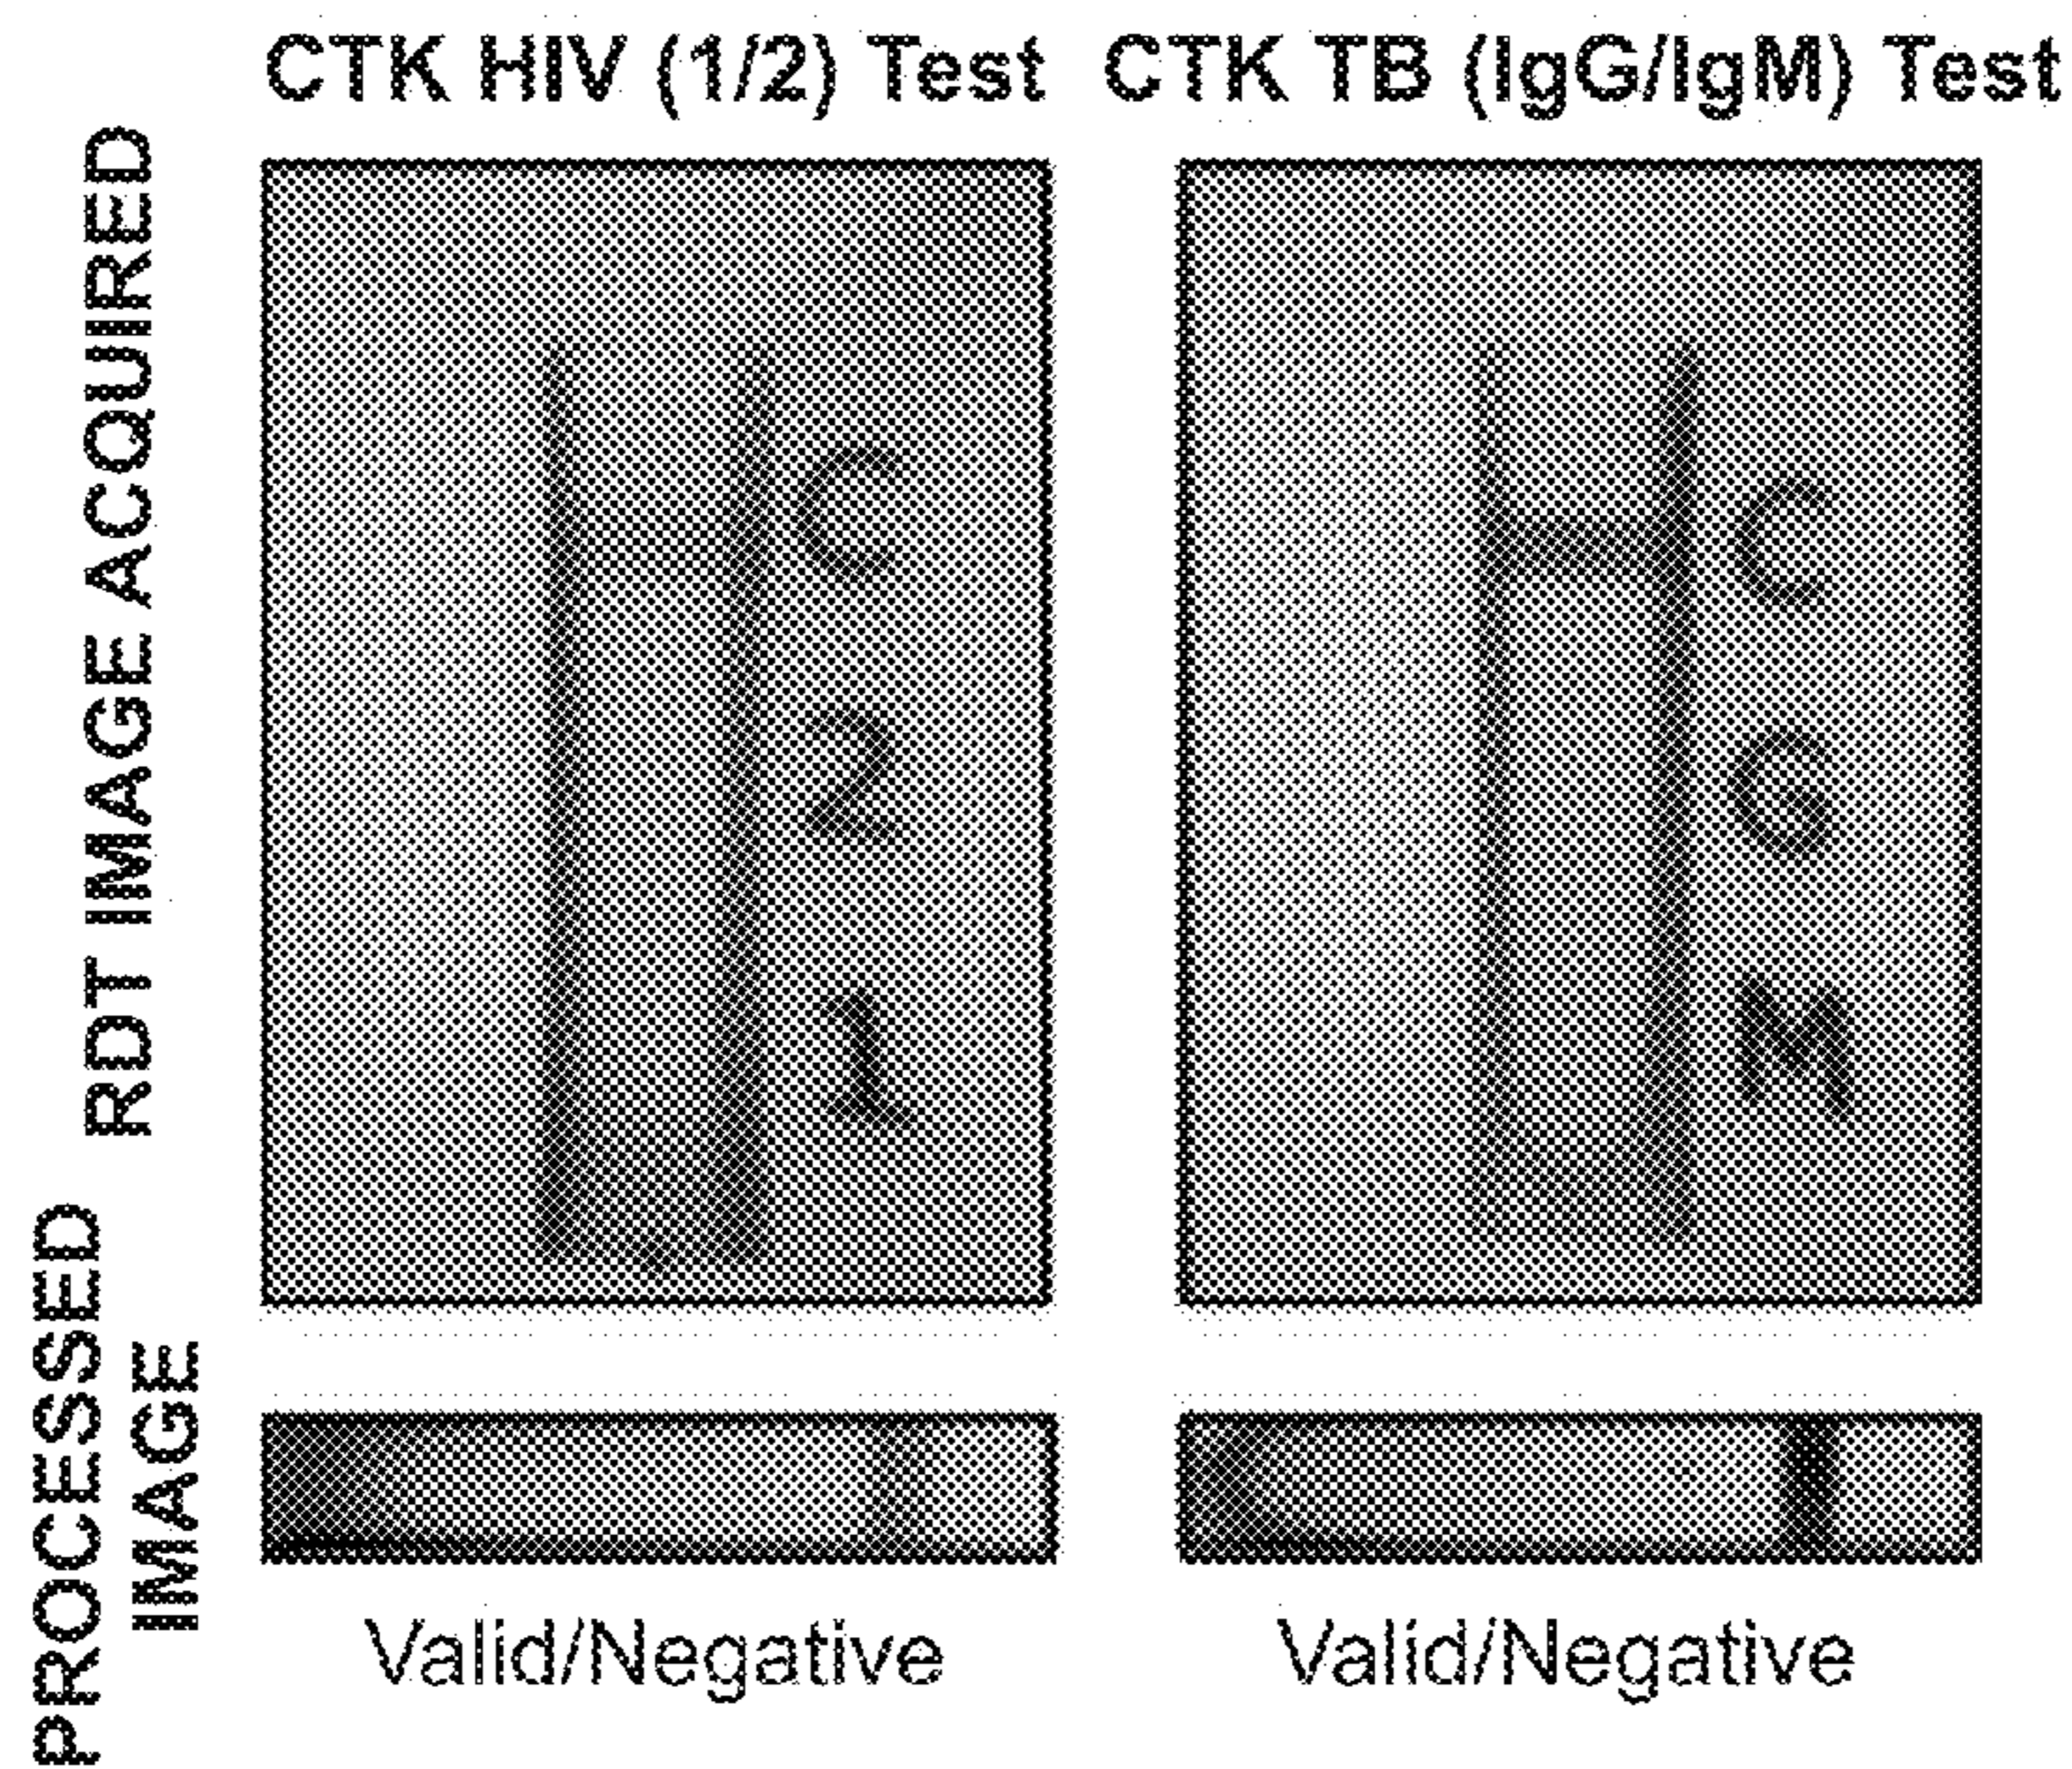 CTK HIV (1/2) Test
CTK TB (IgG/IgM) Test
RDT IMAGE ACQUIRED
C
2
1
C
G
M
PROCESSED
IMAGE
Valid/Negative
Valid/Negative